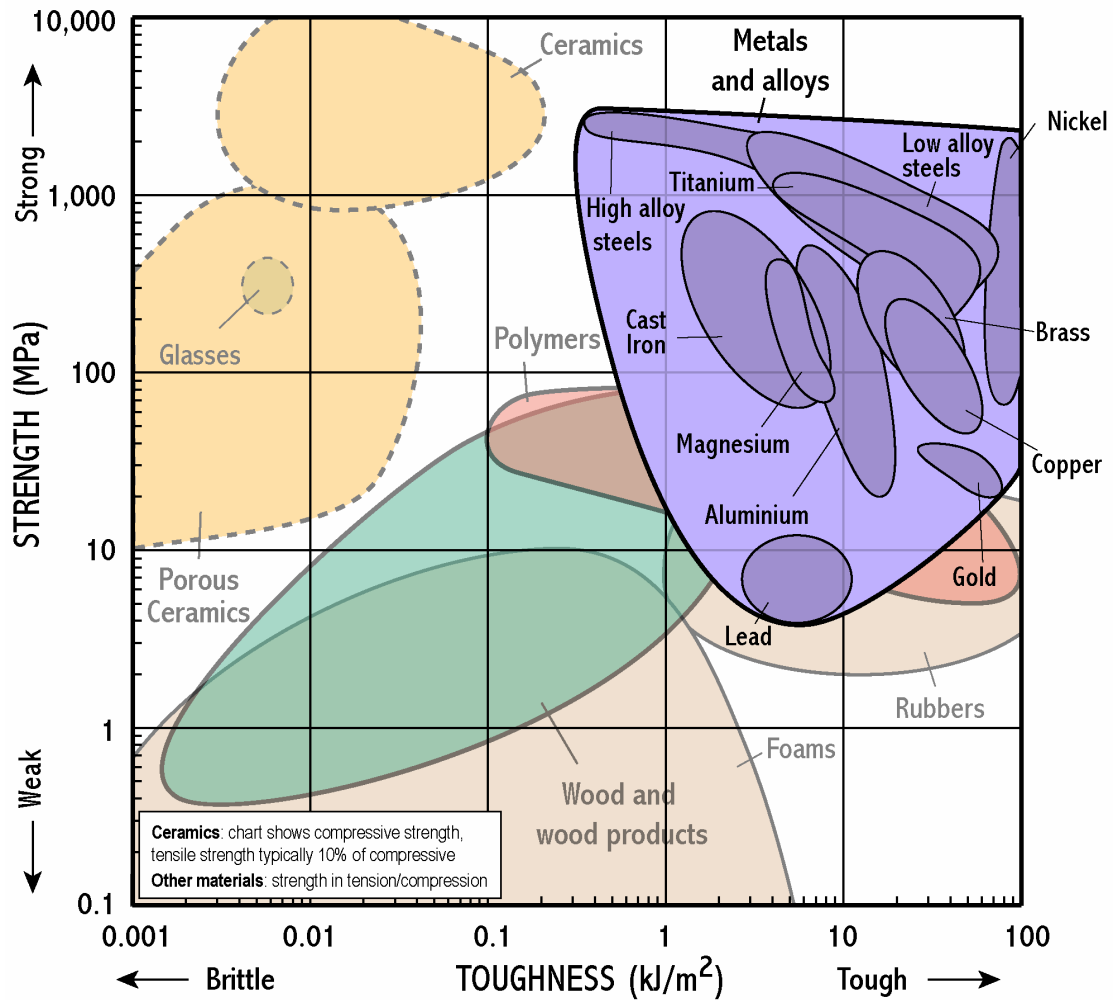 10,000
1,000
100
10
1
0.1
Strong
STRENGTH (MPa)
Weak
Ceramics
Metals
and alloys
Nickel
Low alloy
steels
Titanium
High alloy
steels
Glasses
Cast
Iron
Polymers
Brass
Magnesium
Copper
Aluminium
Porous
Ceramics
Gold
Lead
Rubbers
Foams
Wood and
wood products
Ceramics: chart shows compressive strength,
tensile strength typically 10% of compressive
Other materials: strength in tension/compression
0.001
0.01
0.1
1
10
100
Brittle
TOUGHNESS (kJ/m²)
Tough